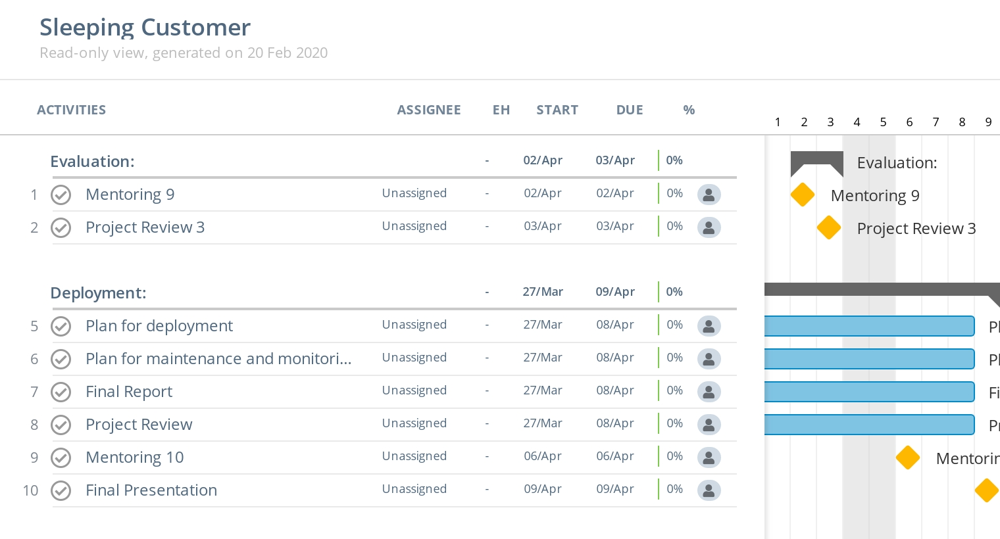 Sleeping Customer
Read-only view, generated on 20 Feb 2020
ACTIVITIES ASSIGNEE EH START DUE %
1 2 3 4 5 6 7 8 9
Evaluation: - 02/Apr 03/Apr 0% Evaluation:
1 Mentoring 9 Unassigned - 02/Apr 02/Apr 0% Mentoring 9
2 Project Review 3 Unassigned - 03/Apr 03/Apr 0% Project Review 3
Deployment: - 27/Mar 09/Apr 0%
5 Plan for deployment Unassigned - 27/Mar 08/Apr 0% Pl
6 Plan for maintenance and monitori... Unassigned - 27/Mar 08/Apr 0% Pl
7 Final Report Unassigned - 27/Mar 08/Apr 0% Fi
8 Project Review Unassigned - 27/Mar 08/Apr 0% Pr
9 Mentoring 10 Unassigned - 06/Apr 06/Apr 0% Mentorin
10 Final Presentation Unassigned - 09/Apr 09/Apr 0%